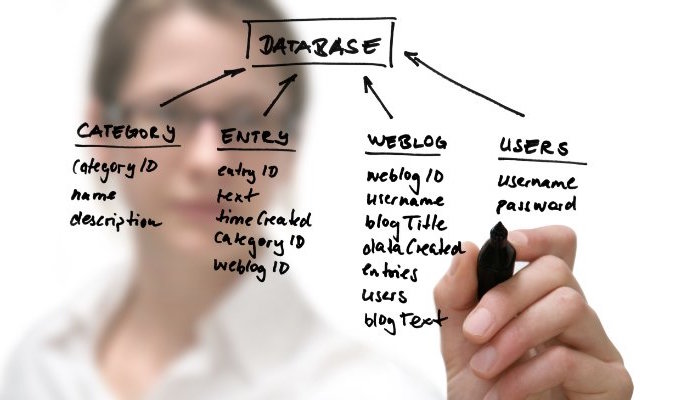 DATABASE
CATEGORY
category ID
name
description
ENTRY
entry ID
text
timeCreated
category ID
weblog ID
WEBLOG
weblog ID
username
blogTitle
dataCreated
entries
users
blogText
USERS
username
password